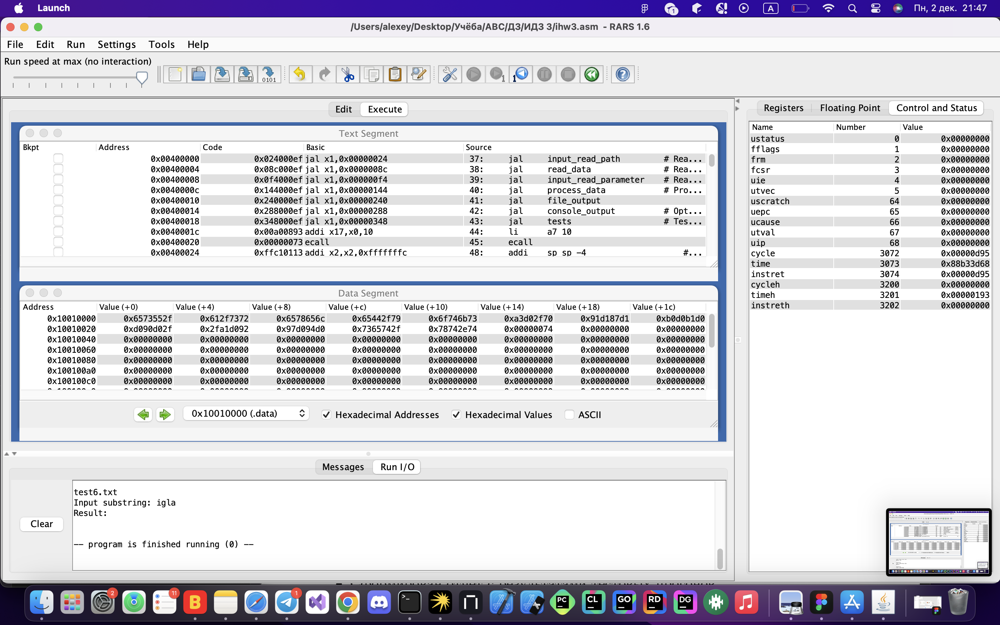 Launch
1
A
Пн, 2 дек. 21:47
/Users/alexey/Desktop/Учёба/АВС/ДЗ/ИДЗ 3/ihw3.asm - RARS 1.6
File Edit Run Settings Tools Help
Run speed at max (no interaction)
0101
1
1
Edit Execute
Registers Floating Point Control and Status
Text Segment
Bkpt Address Code Basic Source
0x00400000 0x024000ef jal x1,0x00000024 37: jal input_read_path # Rea...
0x00400004 0x08c000ef jal x1,0x0000008c 38: jal read_data # Rea...
0x00400008 0x0f4000ef jal x1,0x000000f4 39: jal input_read_parameter # Rea...
0x0040000c 0x144000ef jal x1,0x00000144 40: jal process_data # Pro...
0x00400010 0x240000ef jal x1,0x00000240 41: jal file_output
0x00400014 0x288000ef jal x1,0x00000288 42: jal console_output # Opt...
0x00400018 0x348000ef jal x1,0x00000348 43: jal tests # Tes...
0x0040001c 0x00a00893 addi x17,x0,10 44: li a7 10
0x00400020 0x00000073 ecall 45: ecall
0x00400024 0xffc10113 addi x2,x2,0xfffffffc 48: addi sp sp -4 #...
Data Segment
Address Value (+0) Value (+4) Value (+8) Value (+c) Value (+10) Value (+14) Value (+18) Value (+1c)
0x10010000 0x6573552f 0x612f7372 0x6578656c 0x65442f79 0x6f746b73 0xa3d02f70 0x91d187d1 0xb0d0b1d0
0x10010020 0xd090d02f 0x2fa1d092 0x97d094d0 0x7365742f 0x78742e74 0x00000074 0x00000000 0x00000000
0x10010040 0x00000000 0x00000000 0x00000000 0x00000000 0x00000000 0x00000000 0x00000000 0x00000000
0x10010060 0x00000000 0x00000000 0x00000000 0x00000000 0x00000000 0x00000000 0x00000000 0x00000000
0x10010080 0x00000000 0x00000000 0x00000000 0x00000000 0x00000000 0x00000000 0x00000000 0x00000000
0x100100a0 0x00000000 0x00000000 0x00000000 0x00000000 0x00000000 0x00000000 0x00000000 0x00000000
0x100100c0 0x00000000 0x00000000 0x00000000 0x00000000 0x00000000 0x00000000 0x00000000 0x00000000
0x10010000 (.data) Hexadecimal Addresses Hexadecimal Values ASCII
Name Number Value
ustatus 0 0x00000000
fflags 1 0x00000000
frm 2 0x00000000
fcsr 3 0x00000000
uie 4 0x00000000
utvec 5 0x00000000
uscratch 64 0x00000000
uepc 65 0x00000000
ucause 66 0x00000000
utval 67 0x00000000
uip 68 0x00000000
cycle 3072 0x00000d95
time 3073 0x88b33d68
instret 3074 0x00000d95
cycleh 3200 0x00000000
timeh 3201 0x00000193
instreth 3202 0x00000000
Messages Run I/O
Clear
test6.txt
Input substring: igla
Result:
-- program is finished running (0) --
2 11 B 1 >_ PC CL GO RD DG